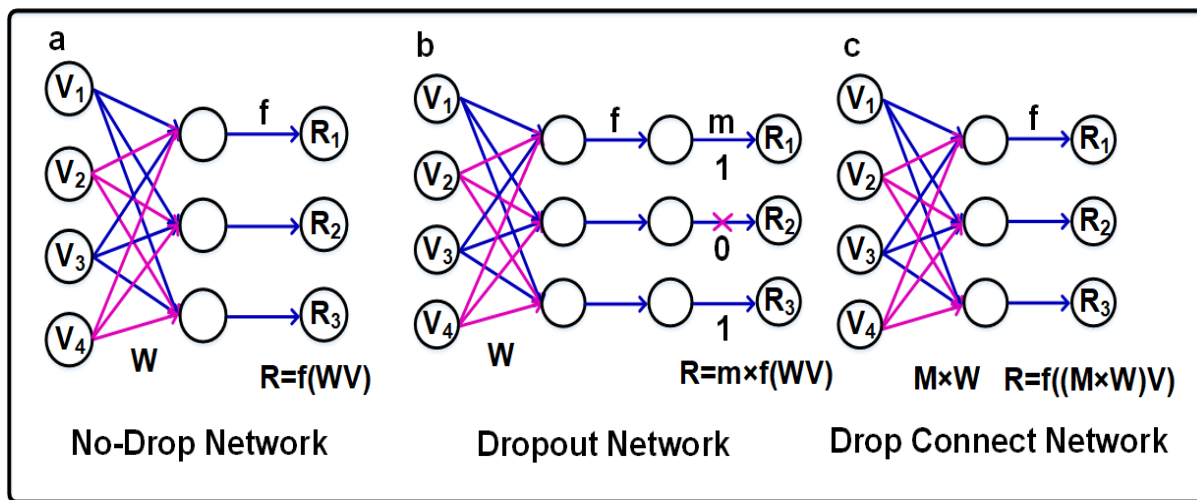 a
V1
V2
V3
V4
f
R1
R2
R3
W
R=f(WV)
No-Drop Network
b
V1
V2
V3
V4
f
m
1
0
1
R1
R2
R3
W
R=m×f(WV)
Dropout Network
c
V1
V2
V3
V4
f
R1
R2
R3
M×W
R=f((M×W)V)
Drop Connect Network